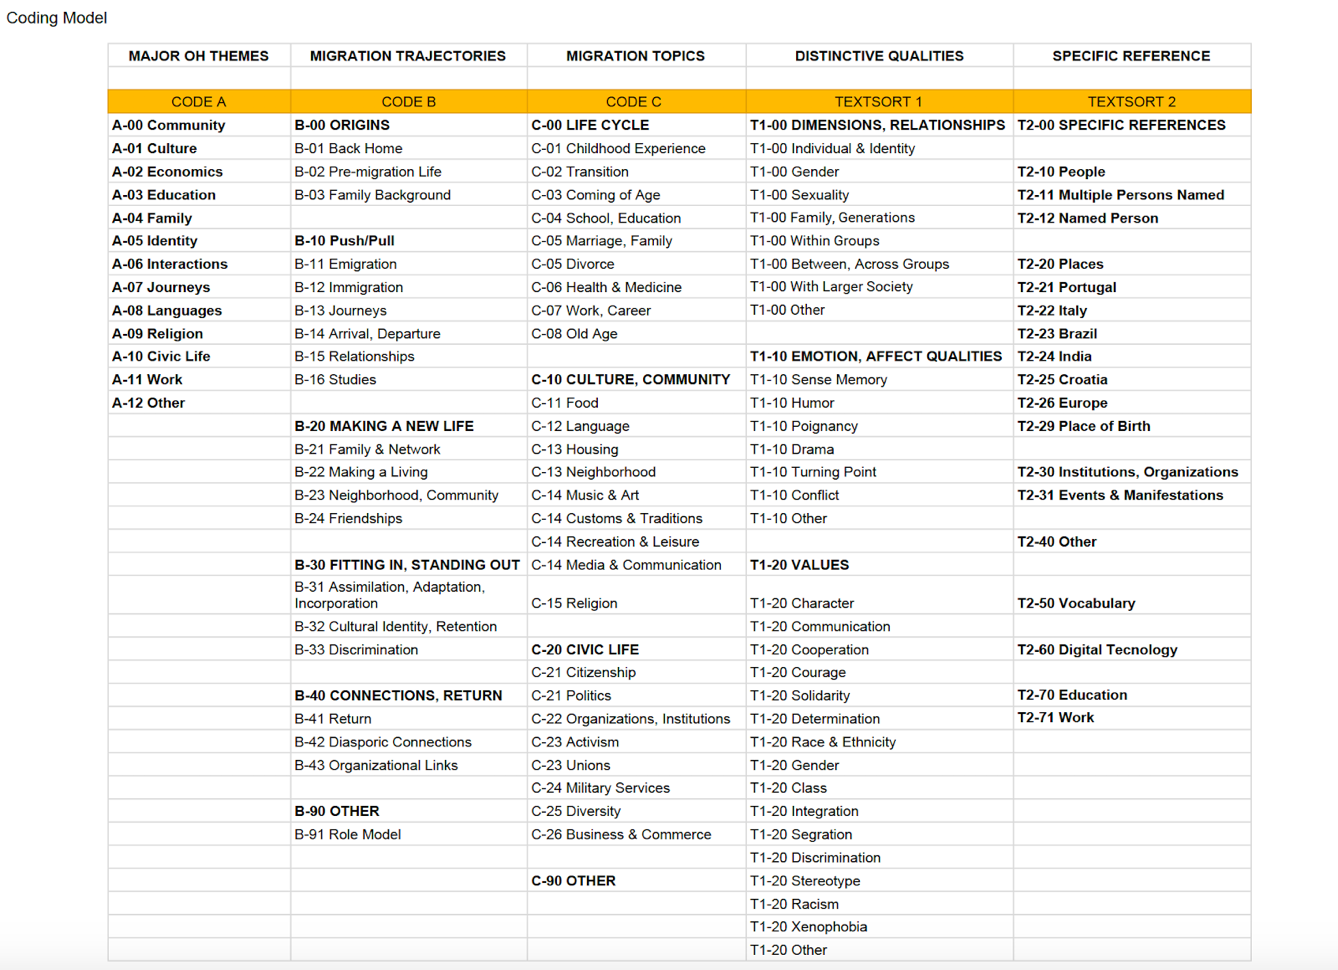 Coding Model
MAJOR OH THEMES MIGRATION TRAJECTORIES MIGRATION TOPICS DISTINCTIVE QUALITIES SPECIFIC REFERENCE
CODE A CODE B CODE C TEXTSORT 1 TEXTSORT 2
A-00 Community B-00 ORIGINS C-00 LIFE CYCLE T1-00 DIMENSIONS, RELATIONSHIPS T2-00 SPECIFIC REFERENCES
A-01 Culture B-01 Back Home C-01 Childhood Experience T1-00 Individual & Identity
A-02 Economics B-02 Pre-migration Life C-02 Transition T1-00 Gender T2-10 People
A-03 Education B-03 Family Background C-03 Coming of Age T1-00 Sexuality T2-11 Multiple Persons Named
A-04 Family C-04 School, Education T1-00 Family, Generations T2-12 Named Person
A-05 Identity B-10 Push/Pull C-05 Marriage, Family T1-00 Within Groups
A-06 Interactions B-11 Emigration C-05 Divorce T1-00 Between, Across Groups T2-20 Places
A-07 Journeys B-12 Immigration C-06 Health & Medicine T1-00 With Larger Society T2-21 Portugal
A-08 Languages B-13 Journeys C-07 Work, Career T1-00 Other T2-22 Italy
A-09 Religion B-14 Arrival, Departure C-08 Old Age T2-23 Brazil
A-10 Civic Life B-15 Relationships T1-10 EMOTION, AFFECT QUALITIES T2-24 India
A-11 Work B-16 Studies C-10 CULTURE, COMMUNITY T1-10 Sense Memory T2-25 Croatia
A-12 Other C-11 Food T1-10 Humor T2-26 Europe
B-20 MAKING A NEW LIFE C-12 Language T1-10 Poignancy T2-29 Place of Birth
B-21 Family & Network C-13 Housing T1-10 Drama
B-22 Making a Living C-13 Neighborhood T1-10 Turning Point T2-30 Institutions, Organizations
B-23 Neighborhood, Community C-14 Music & Art T1-10 Conflict T2-31 Events & Manifestations
B-24 Friendships C-14 Customs & Traditions T1-10 Other
C-14 Recreation & Leisure T2-40 Other
B-30 FITTING IN, STANDING OUT C-14 Media & Communication T1-20 VALUES
B-31 Assimilation, Adaptation,
Incorporation C-15 Religion T1-20 Character T2-50 Vocabulary
B-32 Cultural Identity, Retention T1-20 Communication
B-33 Discrimination C-20 CIVIC LIFE T1-20 Cooperation T2-60 Digital Tecnology
C-21 Citizenship T1-20 Courage
B-40 CONNECTIONS, RETURN C-21 Politics T1-20 Solidarity T2-70 Education
B-41 Return C-22 Organizations, Institutions T1-20 Determination T2-71 Work
B-42 Diasporic Connections C-23 Activism T1-20 Race & Ethnicity
B-43 Organizational Links C-23 Unions T1-20 Gender
C-24 Military Services T1-20 Class
B-90 OTHER C-25 Diversity T1-20 Integration
B-91 Role Model C-26 Business & Commerce T1-20 Segration
T1-20 Discrimination
C-90 OTHER T1-20 Stereotype
T1-20 Racism
T1-20 Xenophobia
T1-20 Other